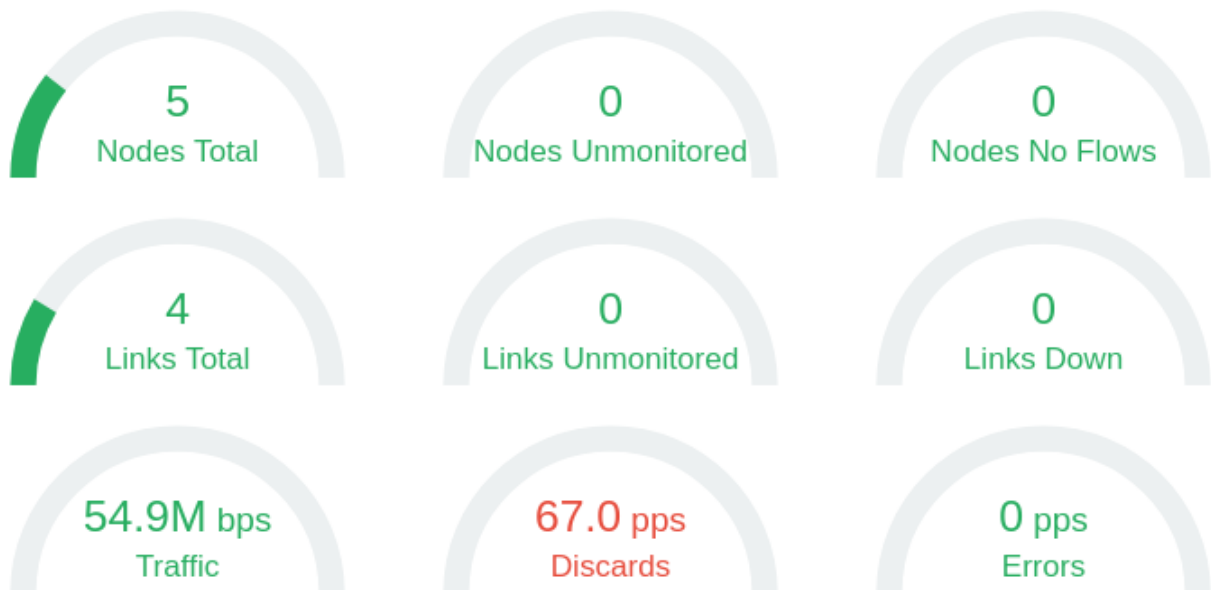 5
Nodes Total
0
Nodes Unmonitored
0
Nodes No Flows
4
Links Total
0
Links Unmonitored
0
Links Down
54.9M bps
Traffic
67.0 pps
Discards
0 pps
Errors